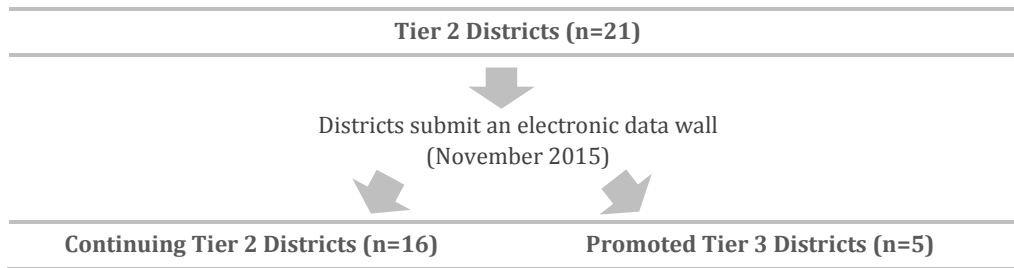 Tier 2 Districts (n=21)
Districts submit an electronic data wall
(November 2015)
Continuing Tier 2 Districts (n=16)
Promoted Tier 3 Districts (n=5)